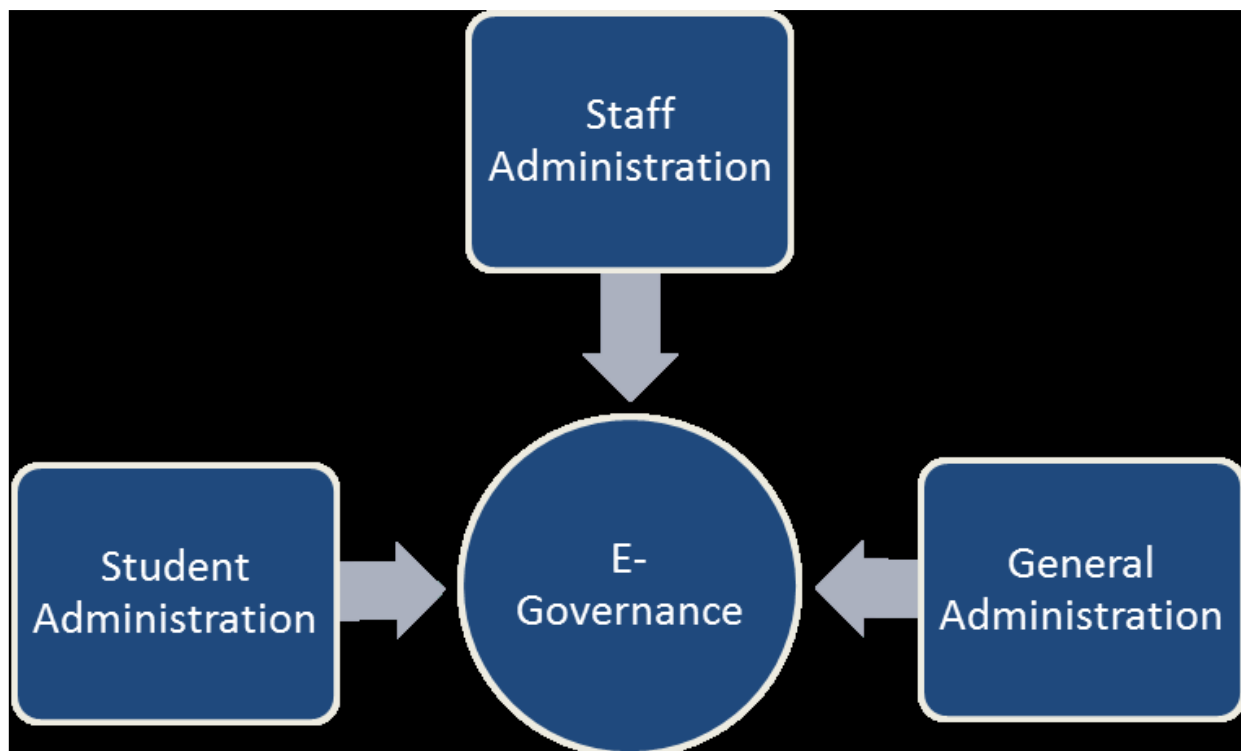 Staff
Administration
Student
Administration
E-
Governance
General
Administration